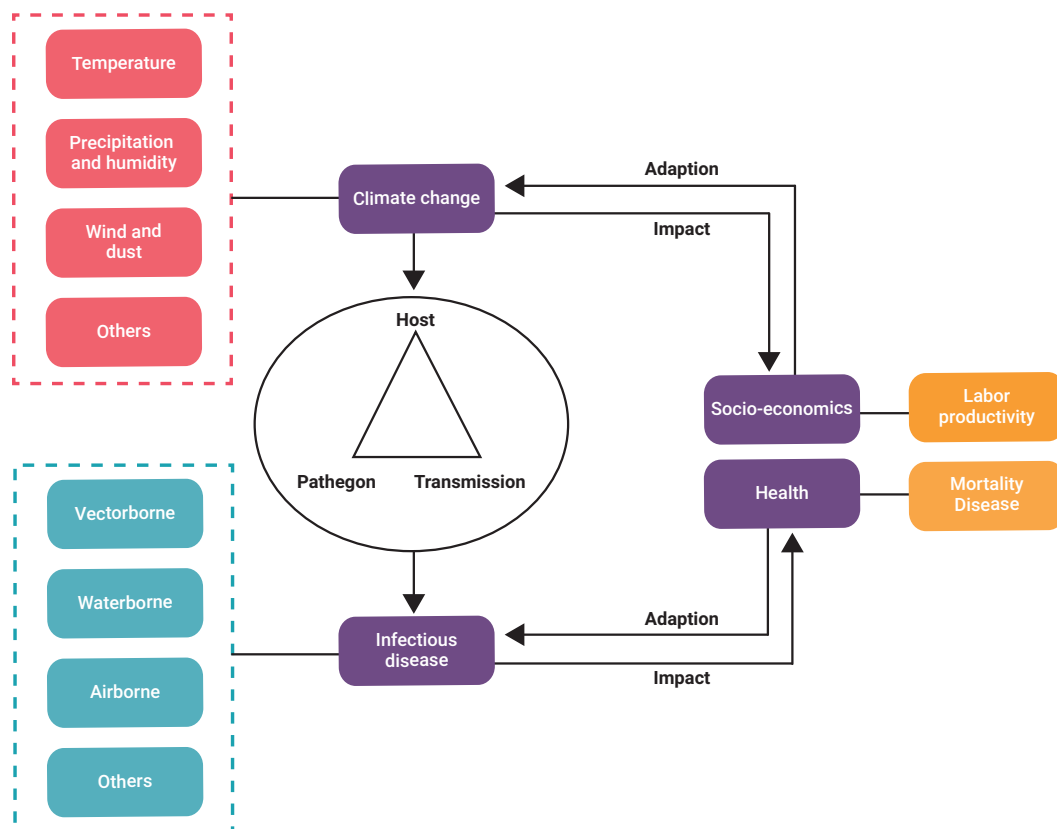 Temperature
Precipitation
and humidity
Wind and
dust
Others
Climate change
Adaption
Impact
Host
Pathegon
Transmission
Socio-economics
Labor
productivity
Health
Mortality
Disease
Vectorborne
Waterborne
Airborne
Others
Infectious
disease
Adaption
Impact